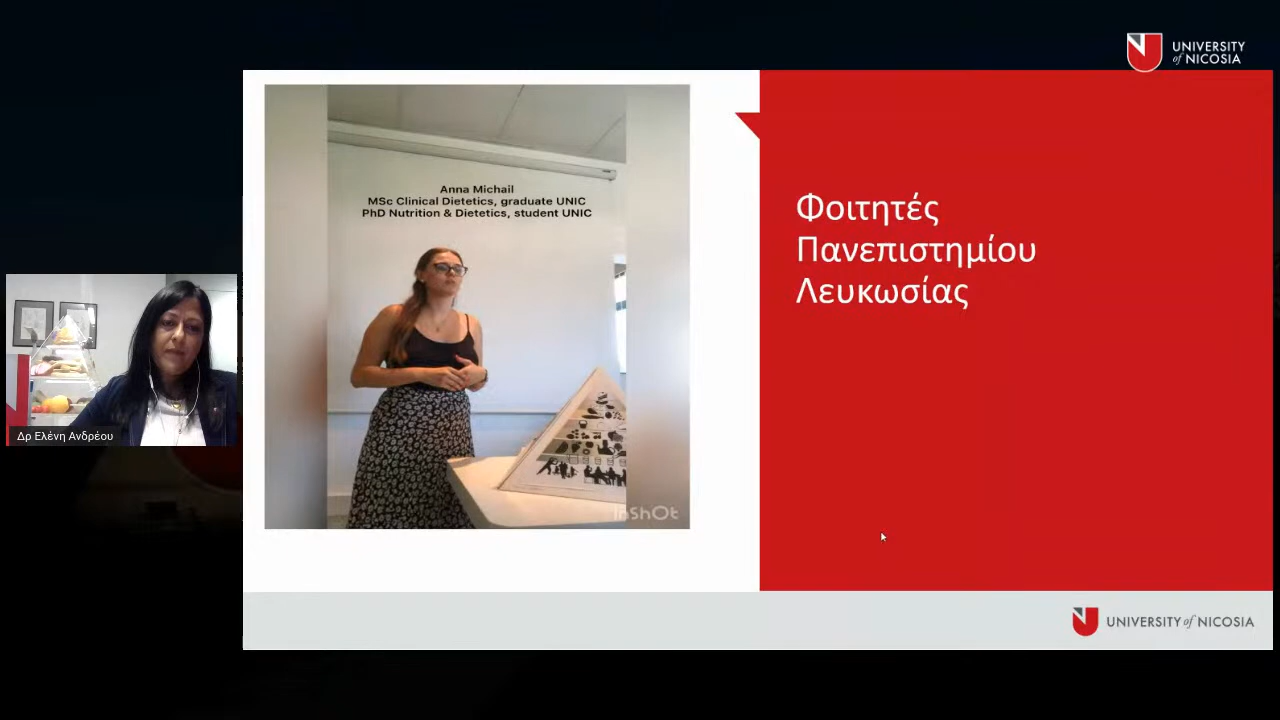 UNIVERSITY
of NICOSIA
Anna Michail
MSc Clinical Dietetics, graduate UNIC
PhD Nutrition & Dietetics, student UNIC
Φοιτητές
Πανεπιστημίου
Λευκωσίας
Δρ Ελένη Ανδρέου
InShOt
UNIVERSITY of NICOSIA